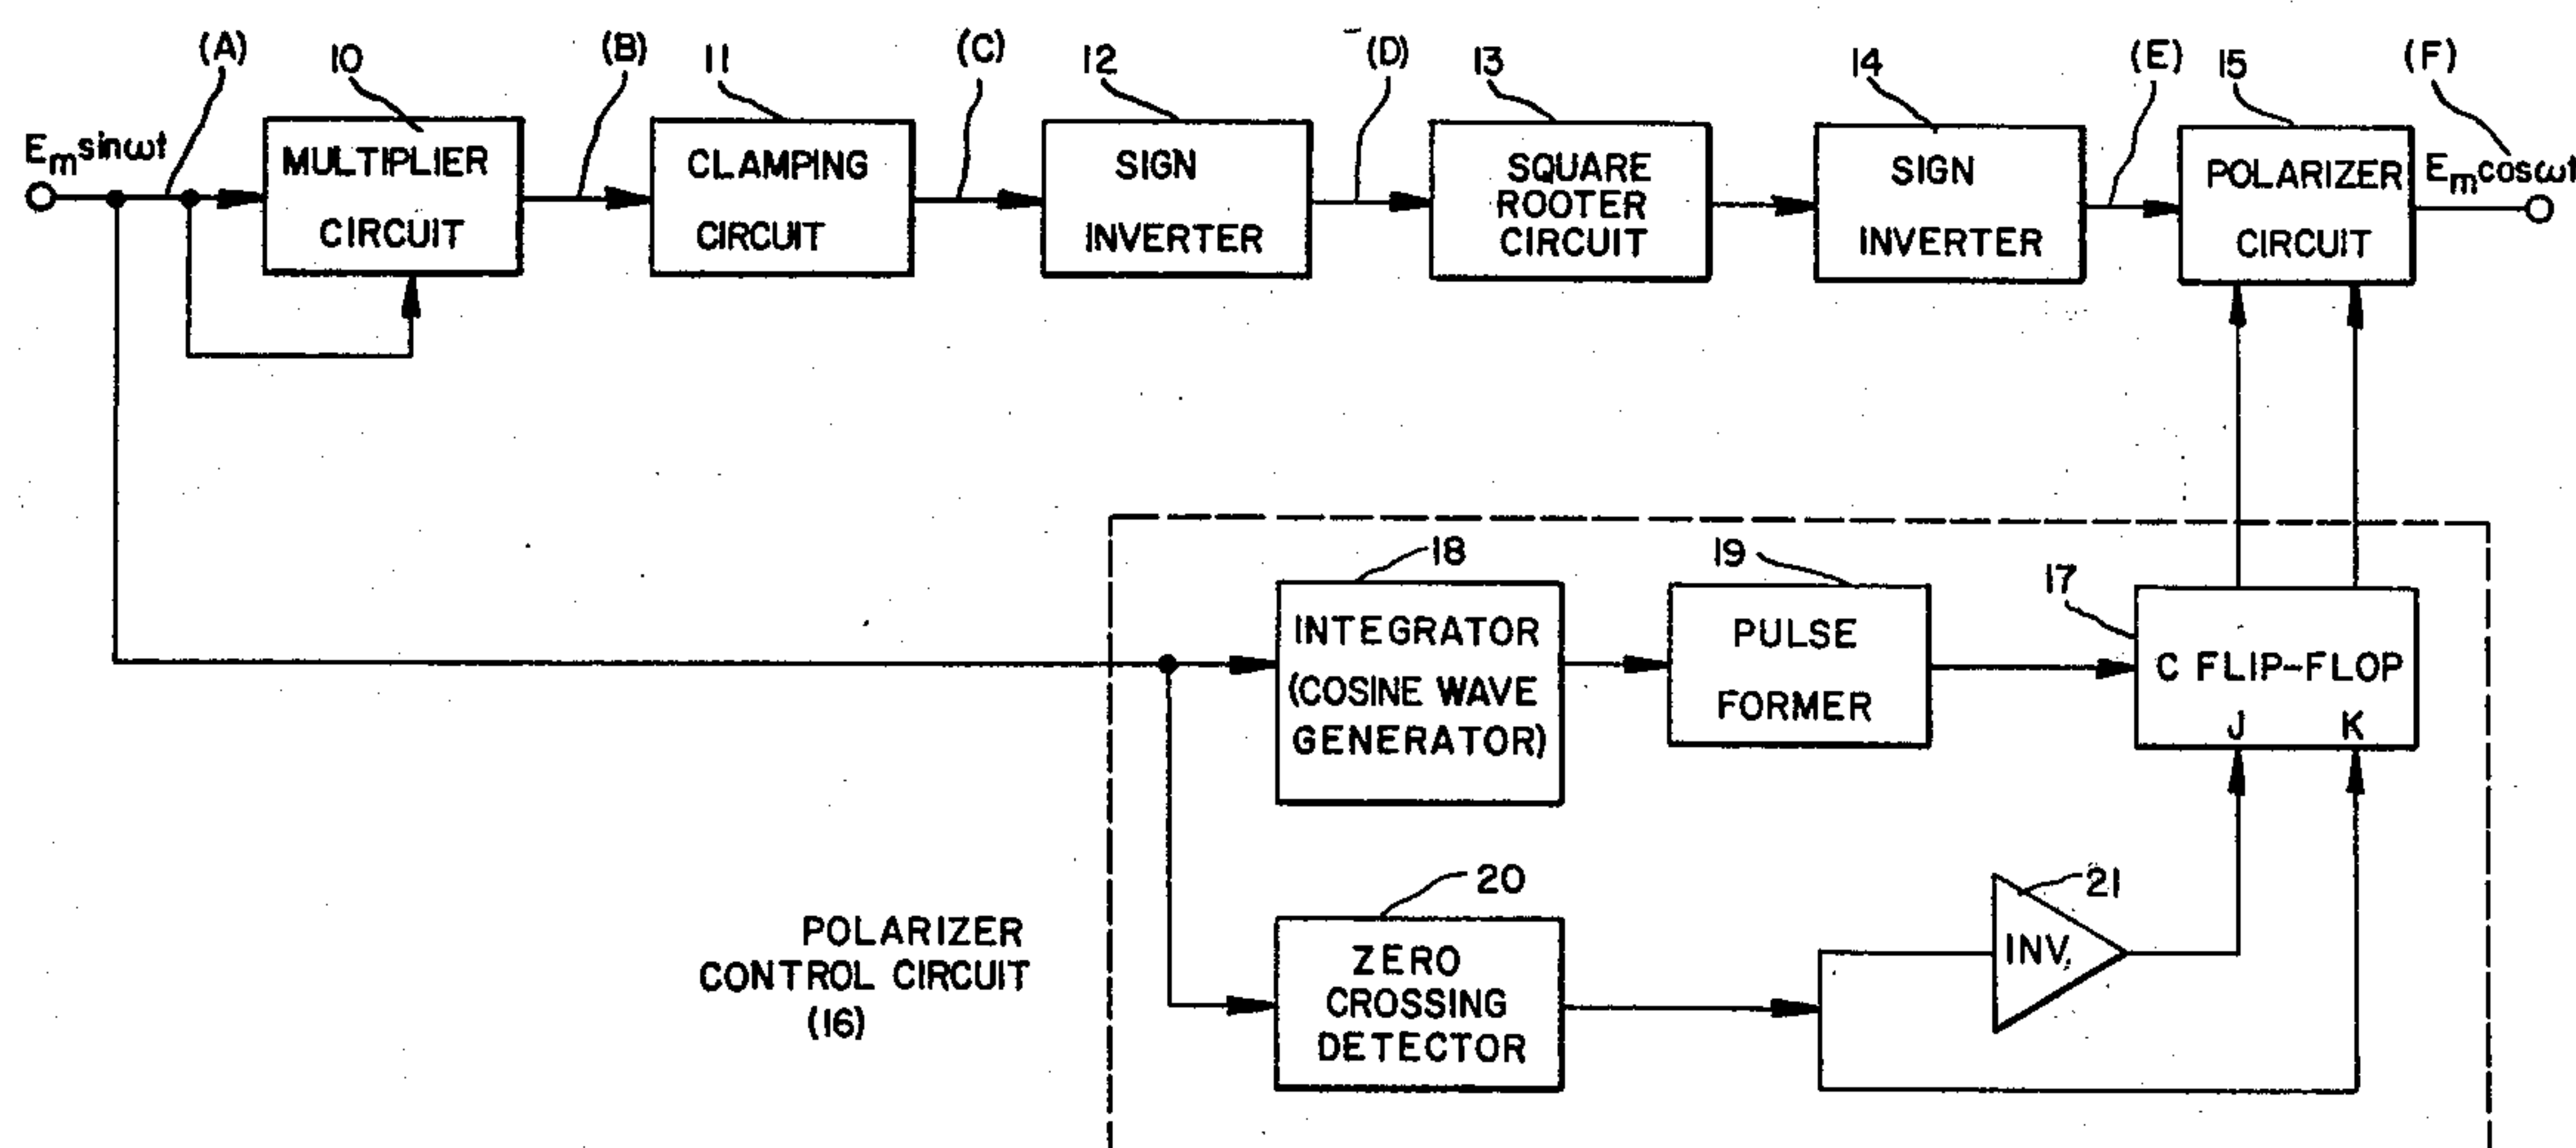 (A)
10
(B)
11
(C)
12
(D)
13
14
(E)
15
(F)
Emsinωt
MULTIPLIER
CIRCUIT
CLAMPING
CIRCUIT
SIGN
INVERTER
SQUARE
ROOTER
CIRCUIT
SIGN
INVERTER
POLARIZER
CIRCUIT
Emcosωt
18
INTEGRATOR
(COSINE WAVE
GENERATOR)
19
PULSE
FORMER
17
C FLIP-FLOP
J K
20
ZERO
CROSSING
DETECTOR
21
INV.
POLARIZER
CONTROL CIRCUIT
(16)